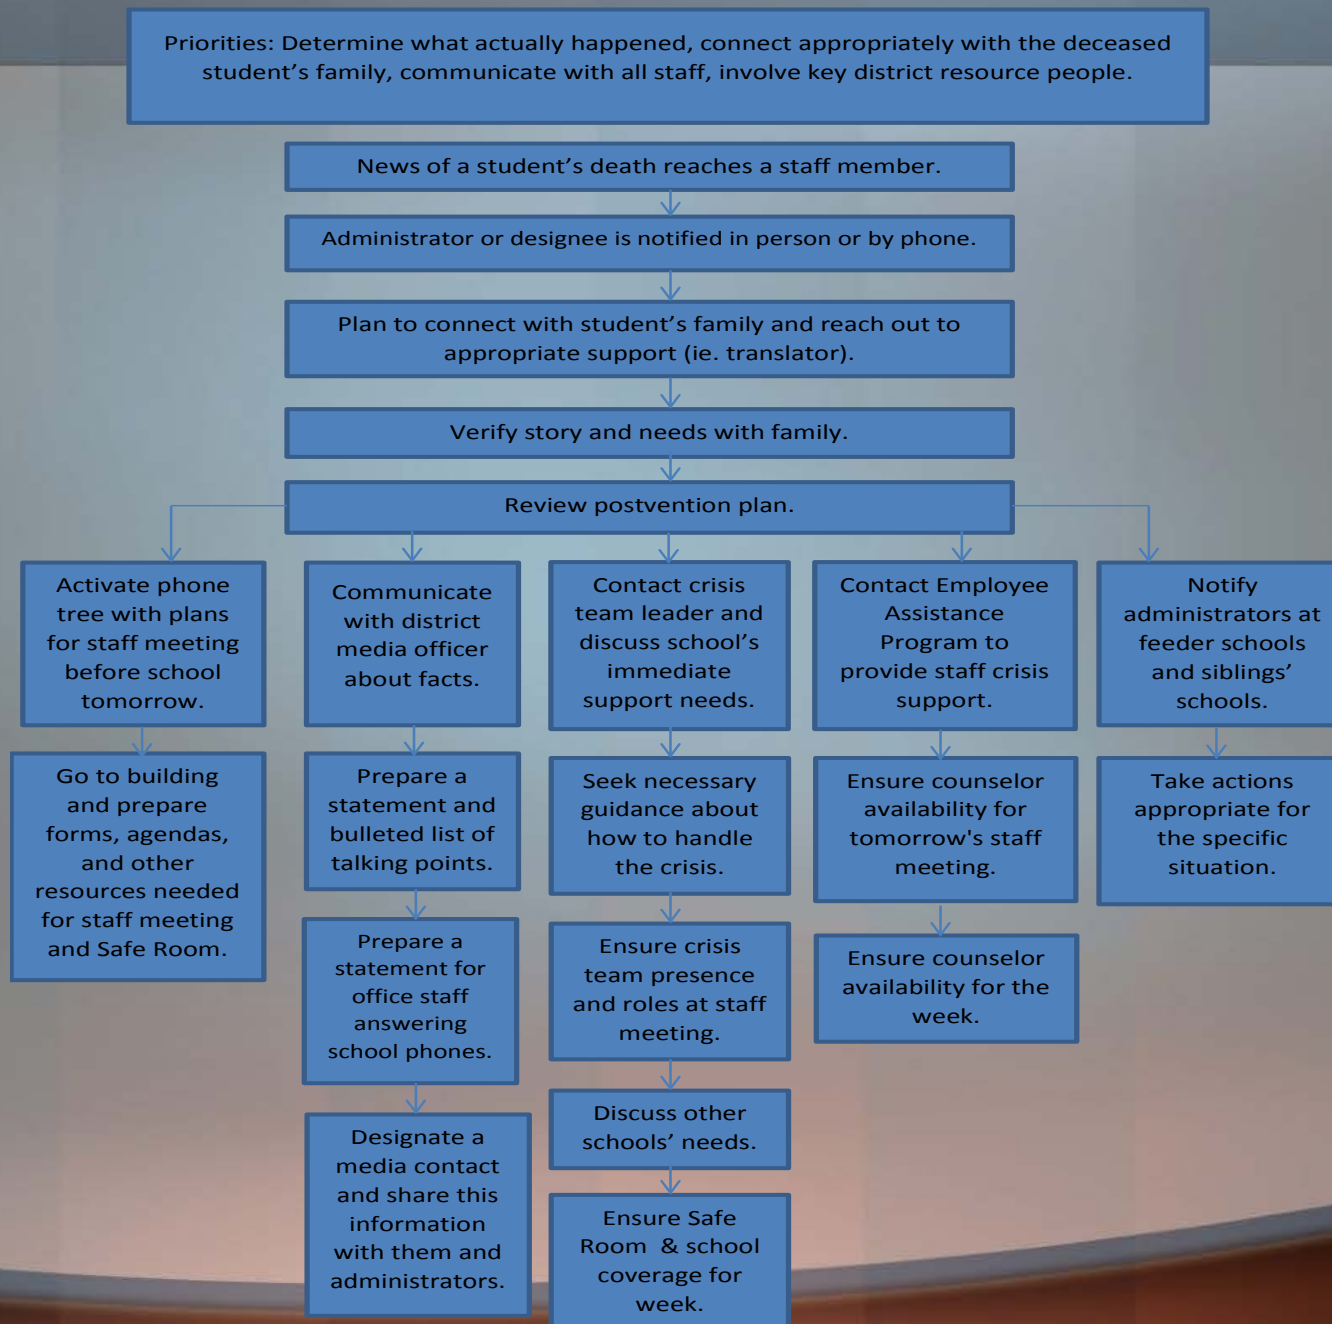 Priorities: Determine what actually happened, connect appropriately with the deceased
student’s family, communicate with all staff, involve key district resource people.
News of a student’s death reaches a staff member.
Administrator or designee is notified in person or by phone.
Plan to connect with student’s family and reach out to
appropriate support (ie. translator).
Verify story and needs with family.
Review postvention plan.
Activate phone
tree with plans
for staff meeting
before school
tomorrow.
Go to building
and prepare
forms, agendas,
and other
resources needed
for staff meeting
and Safe Room.
Communicate
with district
media officer
about facts.
Prepare a
statement and
bulleted list of
talking points.
Prepare a
statement for
office staff
answering
school phones.
Designate a
media contact
and share this
information
with them and
administrators.
Contact crisis
team leader and
discuss school’s
immediate
support needs.
Seek necessary
guidance about
how to handle
the crisis.
Ensure crisis
team presence
and roles at staff
meeting.
Discuss other
schools’ needs.
Ensure Safe
Room & school
coverage for
week.
Contact Employee
Assistance
Program to
provide staff crisis
support.
Ensure counselor
availability for
tomorrow's staff
meeting.
Ensure counselor
availability for the
week.
Notify
administrators at
feeder schools
and siblings’
schools.
Take actions
appropriate for
the specific
situation.